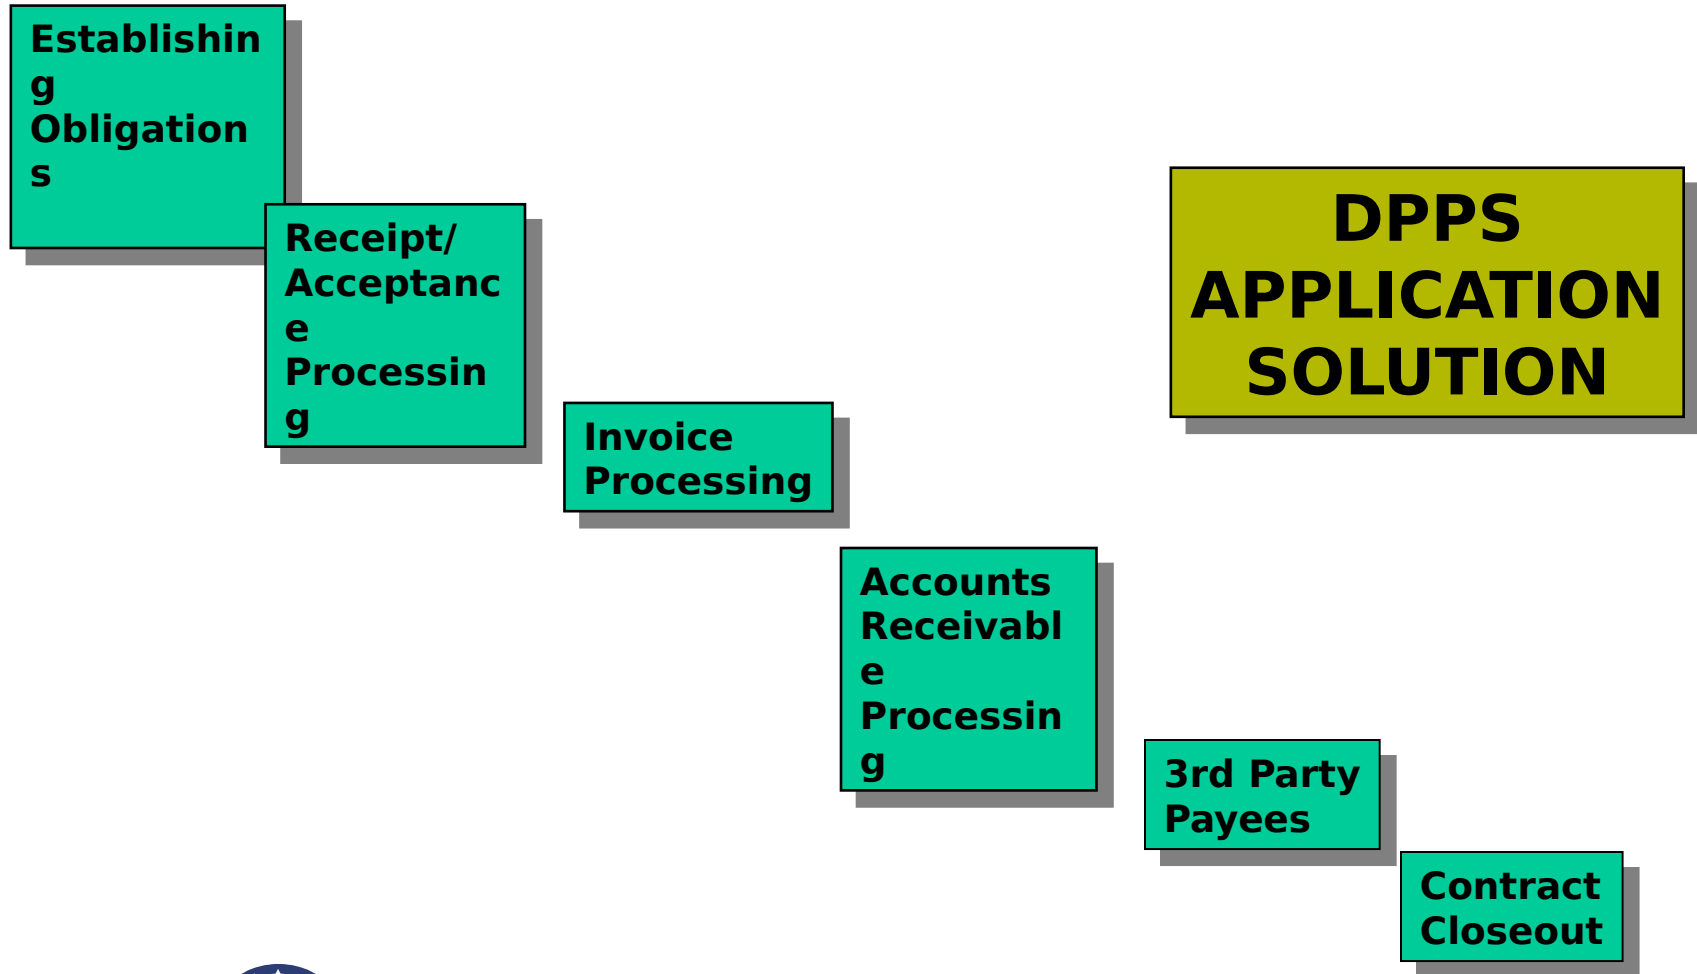 Establishin
g
Obligation
s
Receipt/
Acceptanc
e
Processin
g
DPPS
APPLICATION
SOLUTION
Invoice
Processing
Accounts
Receivabl
e
Processin
g
3rd Party
Payees
Contract
Closeout